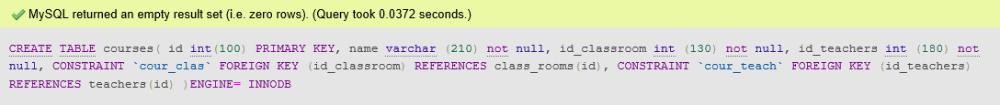 MySQL returned an empty result set (i.e. zero rows). (Query took 0.0372 seconds.)
CREATE TABLE courses( id int(100) PRIMARY KEY, name varchar (210) not null, id_classroom int (130) not null, id_teachers int (180) not
null, CONSTRAINT `cour_clas` FOREIGN KEY (id_classroom) REFERENCES class_rooms(id), CONSTRAINT `cour_teach` FOREIGN KEY (id_teachers)
REFERENCES teachers(id) )ENGINE= INNODB